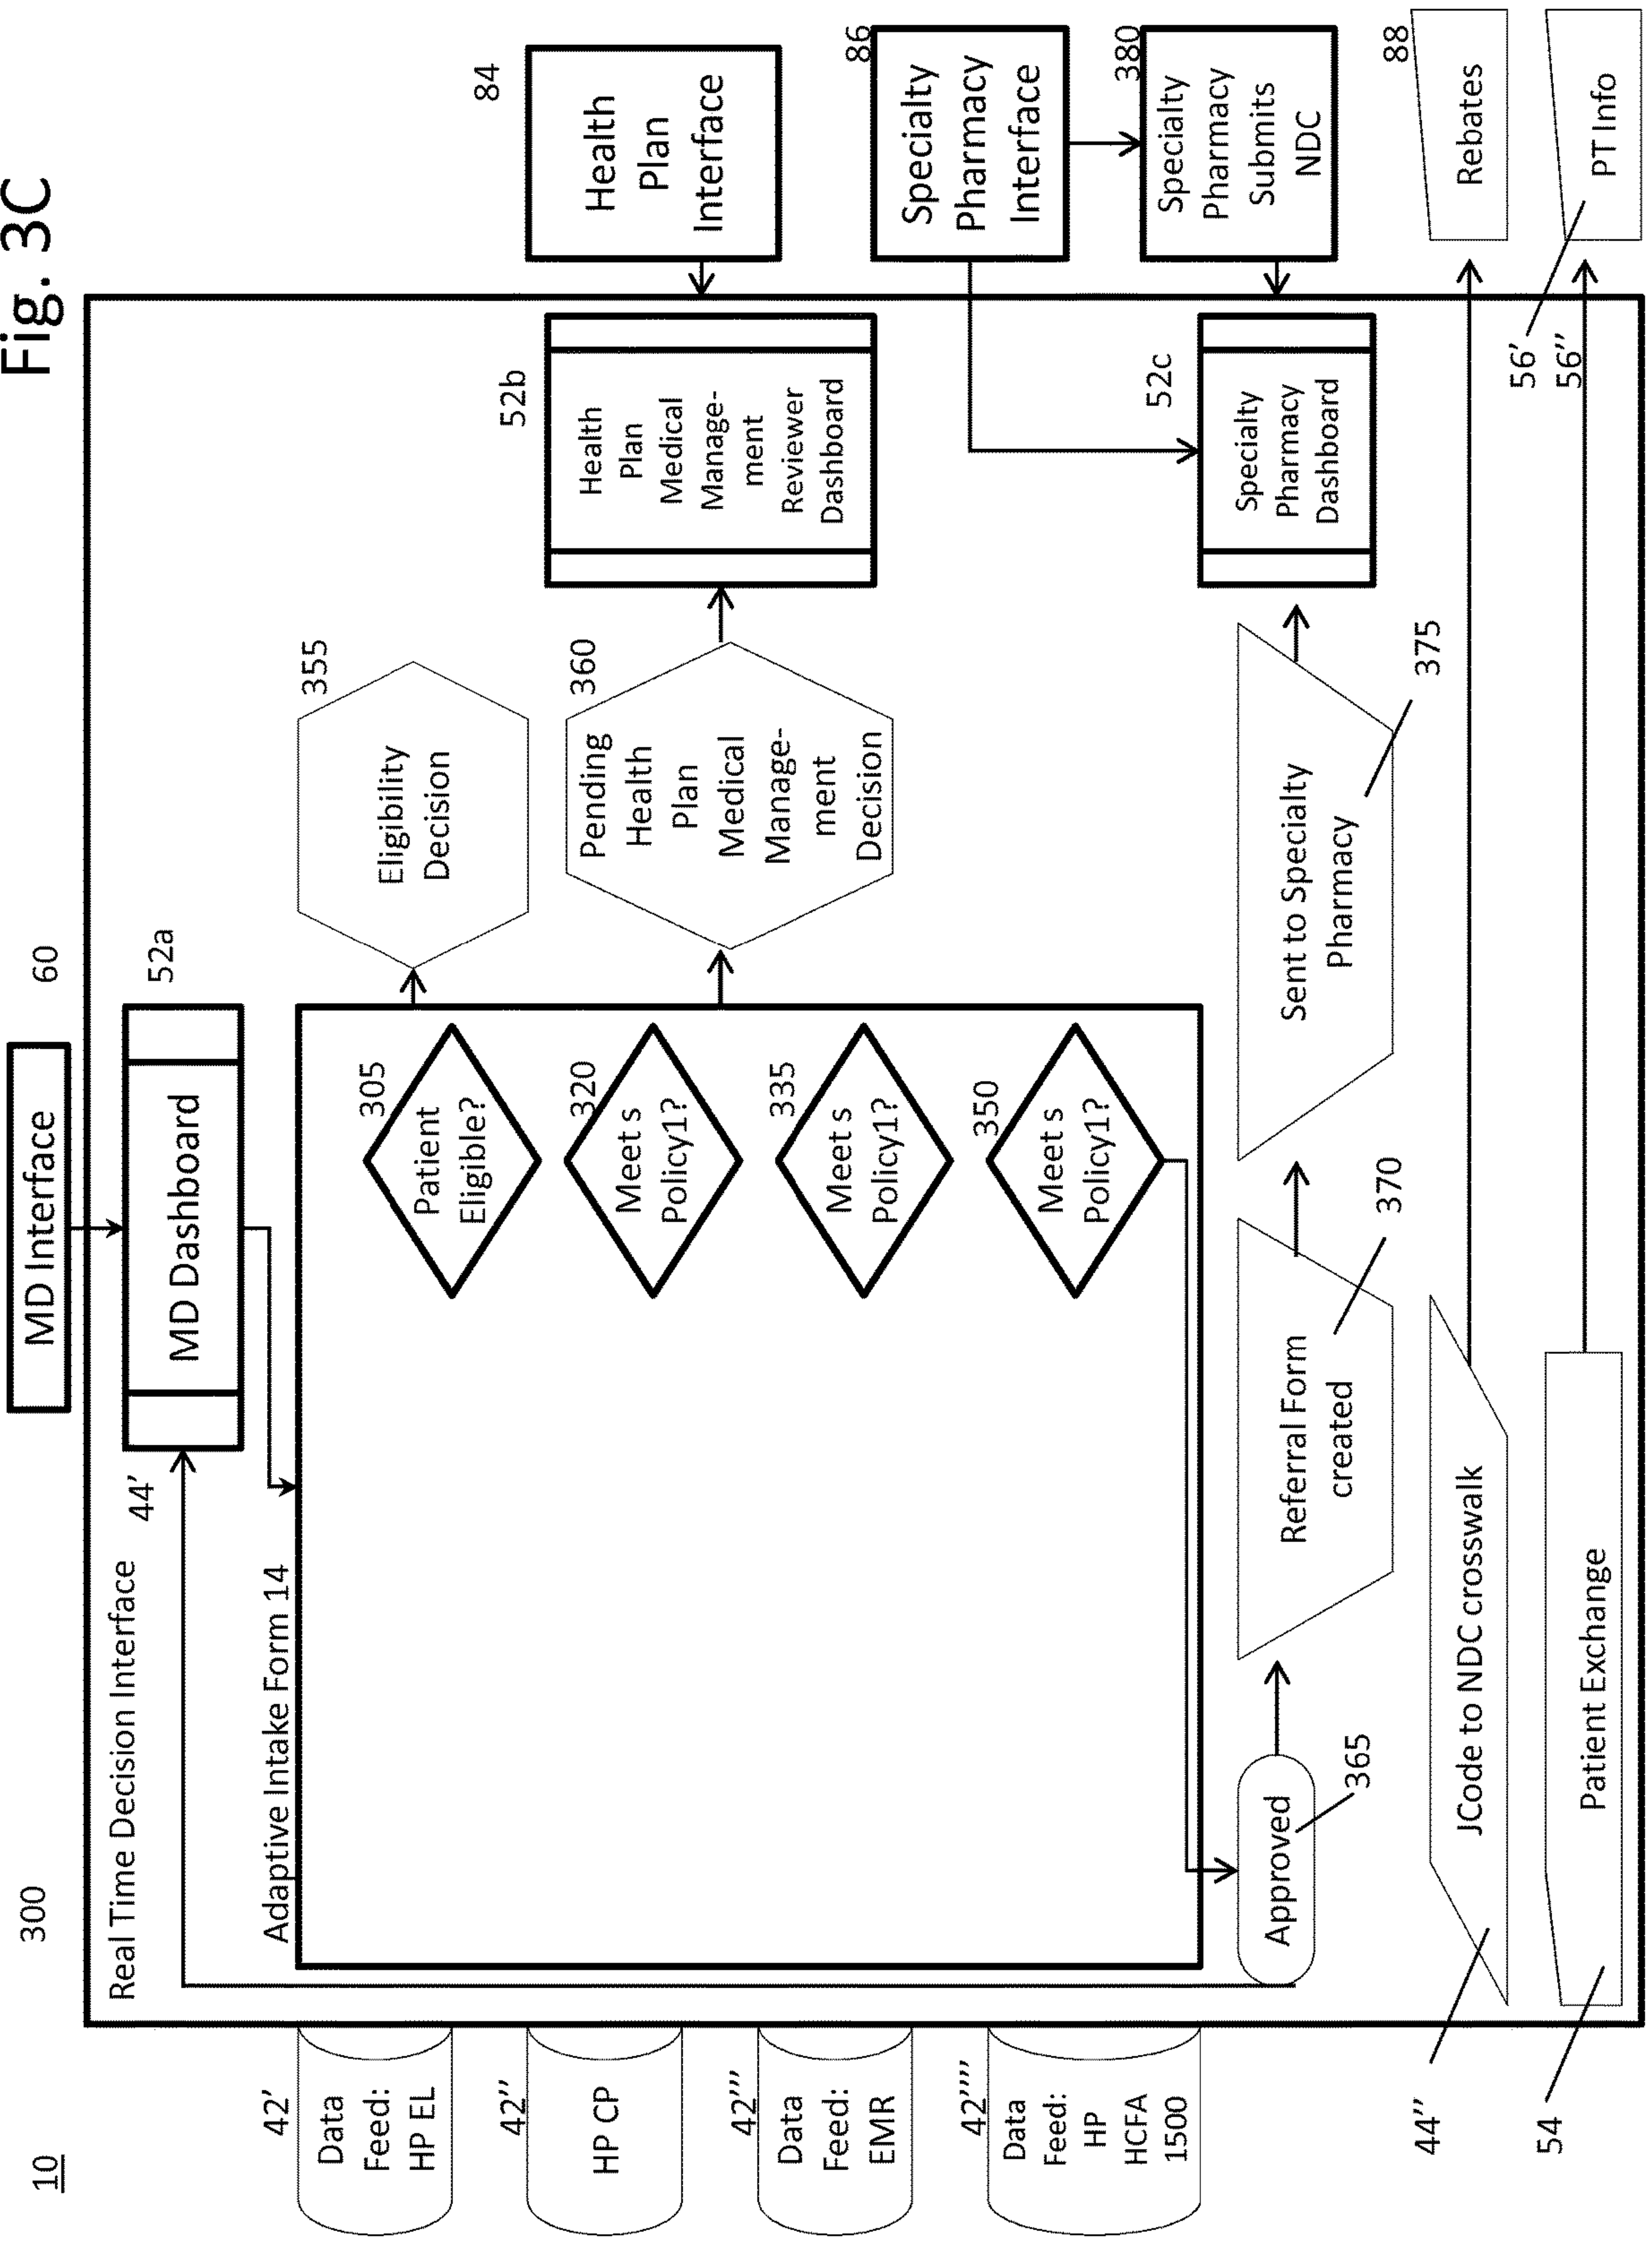 Fig. 3C
10
300
MD Interface
60
Real Time Decision Interface
44’
MD Dashboard
52a
Adaptive Intake Form 14
42’
Data
Feed:
HP EL
42’’
HP CP
42’’’
Data
Feed:
EMR
42’’’’
Data
Feed:
HP
HCFA
1500
305
Patient
Eligible?
320
Meet s
Policy1?
335
Meet s
Policy1?
350
Meet s
Policy1?
355
Eligibility
Decision
360
Pending
Health
Plan
Medical
Manage-
ment
Decision
52b
Health
Plan
Medical
Manage-
ment
Reviewer
Dashboard
84
Health
Plan
Interface
86
Specialty
Pharmacy
Interface
380
Specialty
Pharmacy
Submits
NDC
52c
Specialty
Pharmacy
Dashboard
Approved
365
Referral Form
created
370
Sent to Specialty
Pharmacy
375
44’’
JCode to NDC crosswalk
88
Rebates
54
Patient Exchange
56’
56’’
PT Info